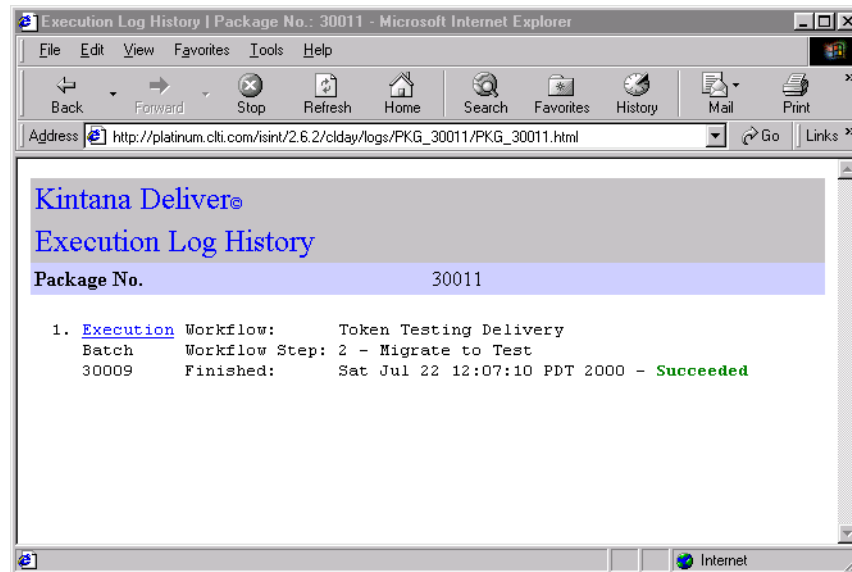 Execution Log History | Package No.: 30011 - Microsoft Internet Explorer
File Edit View Favorites Tools Help
Back Forward Stop Refresh Home Search Favorites History Mail Print »
Address http://platinum.clti.com/isint/2.6.2/clday/logs/PKG_30011/PKG_30011.html Go Links »
Kintana Deliver©
Execution Log History
Package No. 30011
1. Execution Workflow: Token Testing Delivery
Batch Workflow Step: 2 - Migrate to Test
30009 Finished: Sat Jul 22 12:07:10 PDT 2000 - Succeeded
Internet